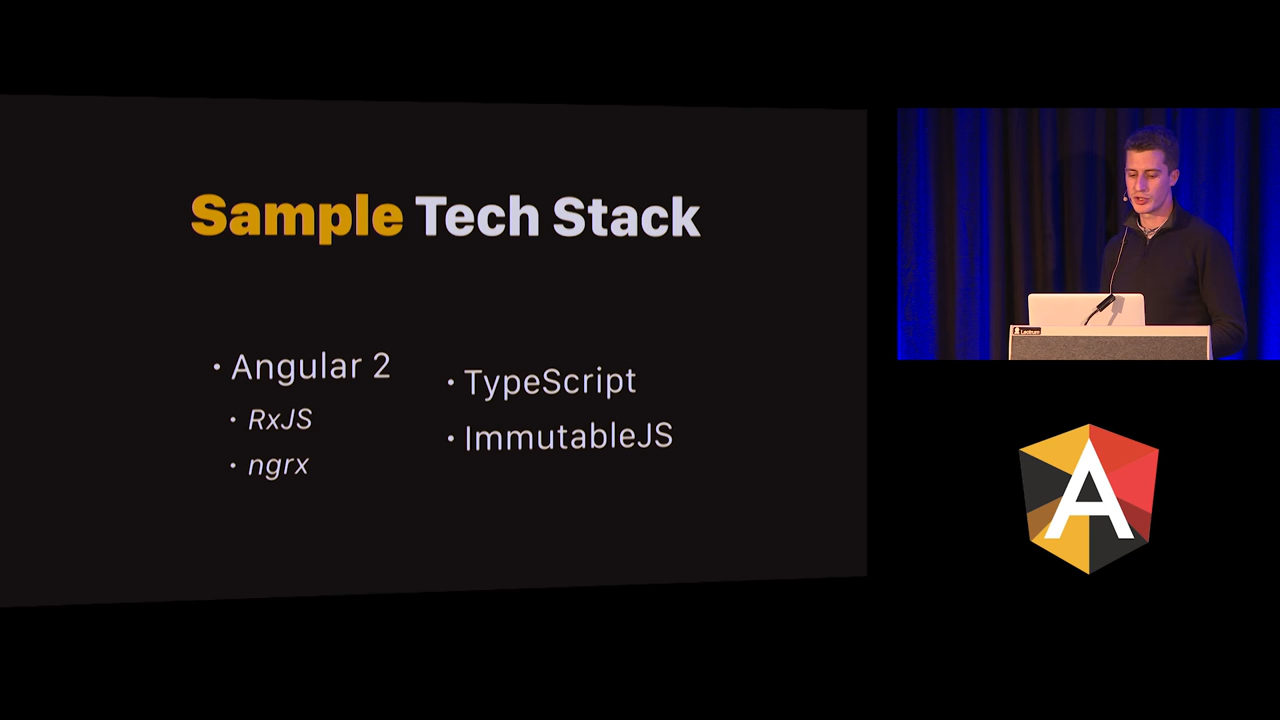 Sample Tech Stack
• Angular 2
• RxJS
• ngrx
• TypeScript
• ImmutableJS
A